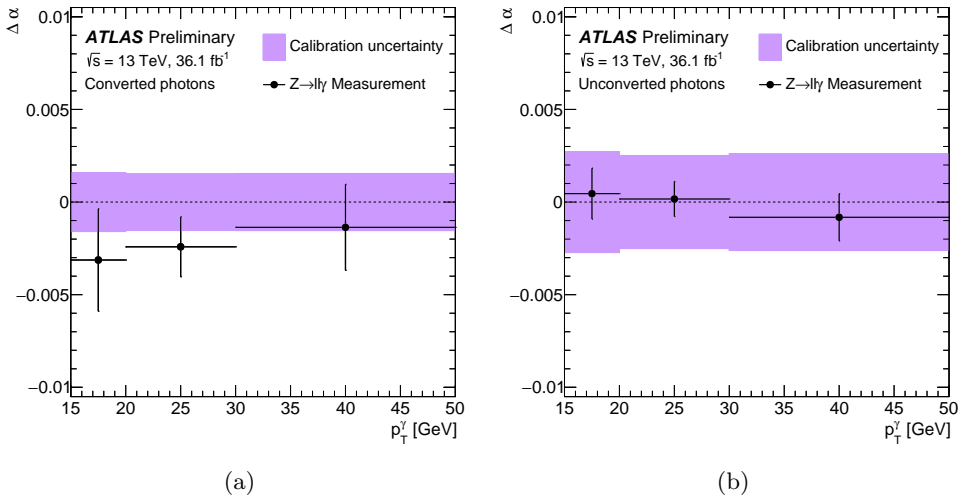 Δ α
0.01
0.005
0
−0.005
−0.01
ATLAS Preliminary
√s = 13 TeV, 36.1 fb⁻¹
Converted photons
Calibration uncertainty
Z→llγ Measurement
15 20 25 30 35 40 45 50
p_T^γ [GeV]
(a)
Δ α
0.01
0.005
0
−0.005
−0.01
ATLAS Preliminary
√s = 13 TeV, 36.1 fb⁻¹
Unconverted photons
Calibration uncertainty
Z→llγ Measurement
15 20 25 30 35 40 45 50
p_T^γ [GeV]
(b)